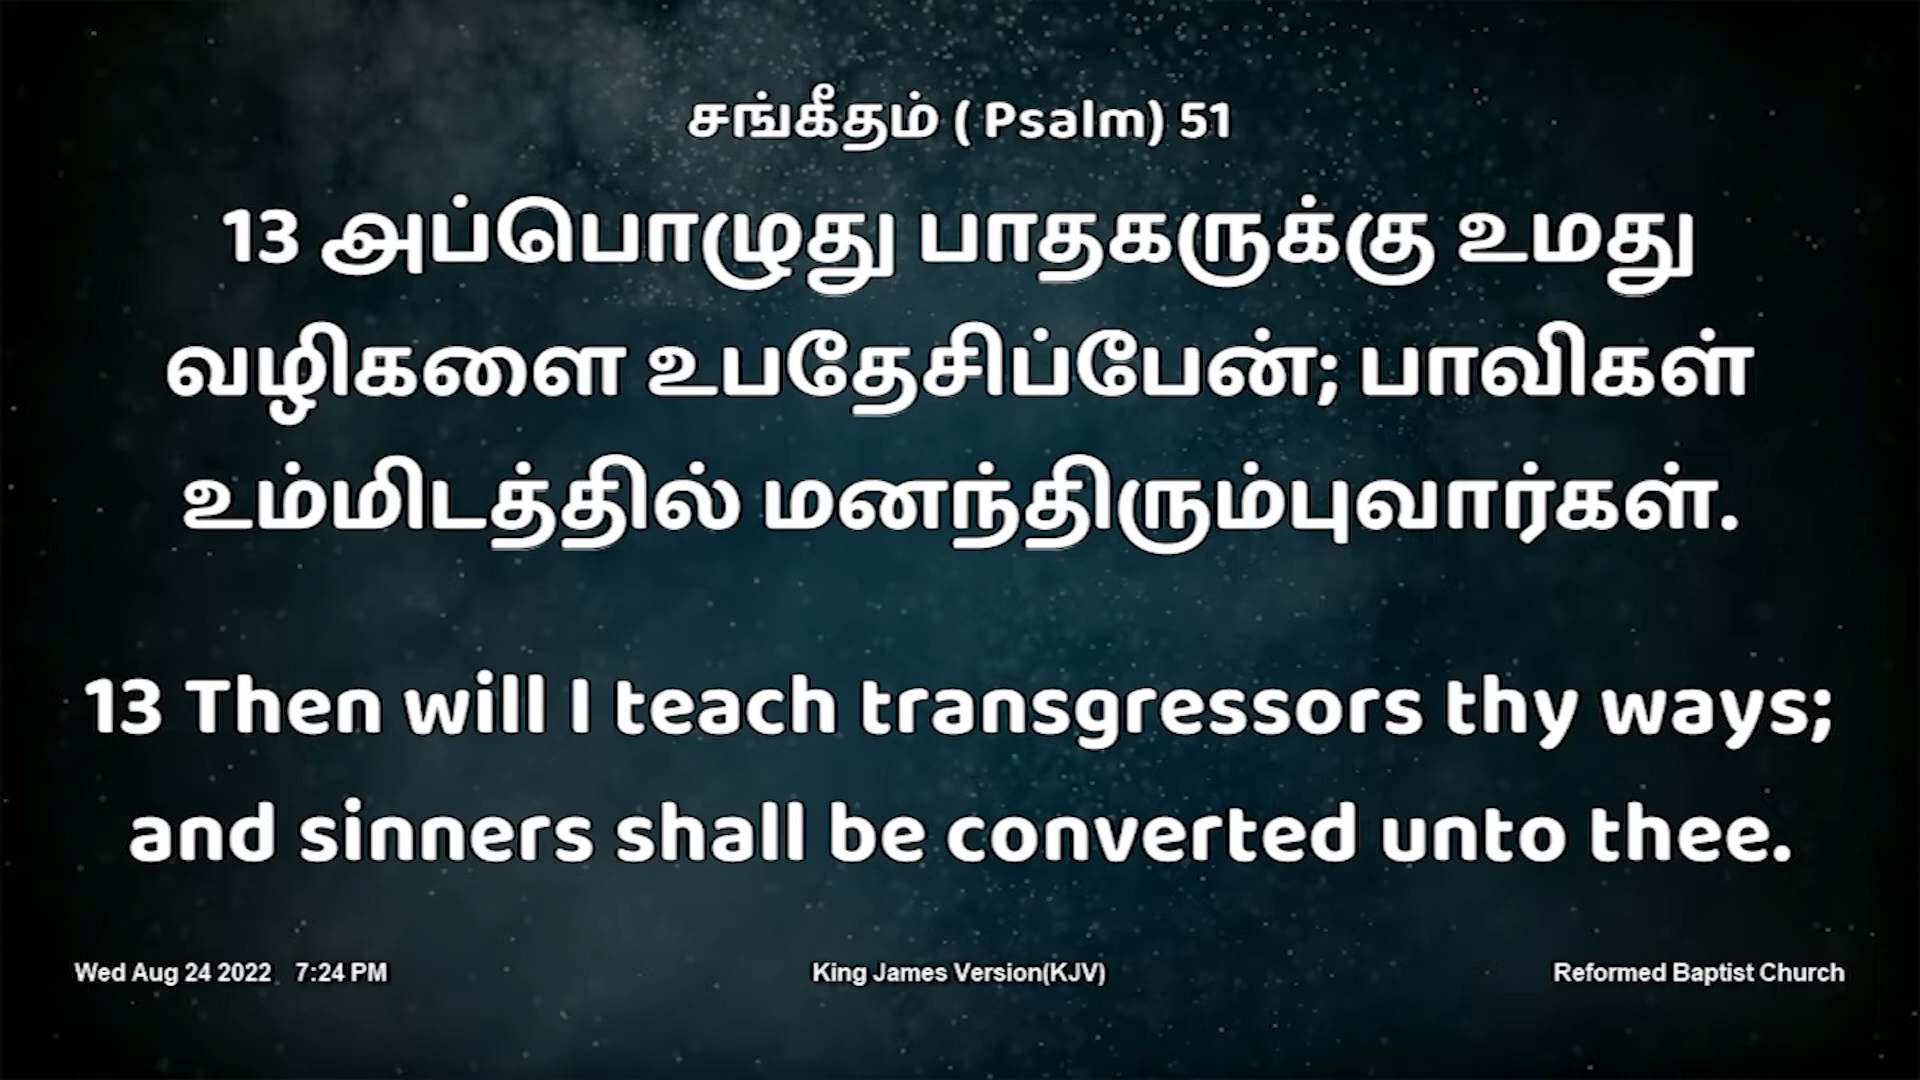 சங்கீதம் ( Psalm) 51
13 அப்பொழுது பாதகருக்கு உமது
வழிகளை உபதேசிப்பேன்; பாவிகள்
உம்மிடத்தில் மனந்திரும்புவார்கள்.
13 Then will I teach transgressors thy ways;
and sinners shall be converted unto thee.
Wed Aug 24 2022 7:24 PM King James Version(KJV) Reformed Baptist Church